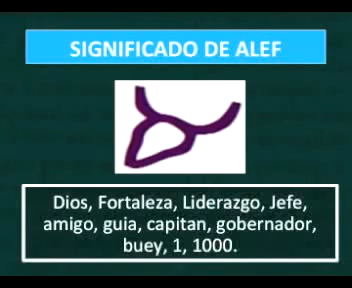 SIGNIFICADO DE ALEF
Dios, Fortaleza, Liderazgo, Jefe,
amigo, guia, capitan, gobernador,
buey, 1, 1000.